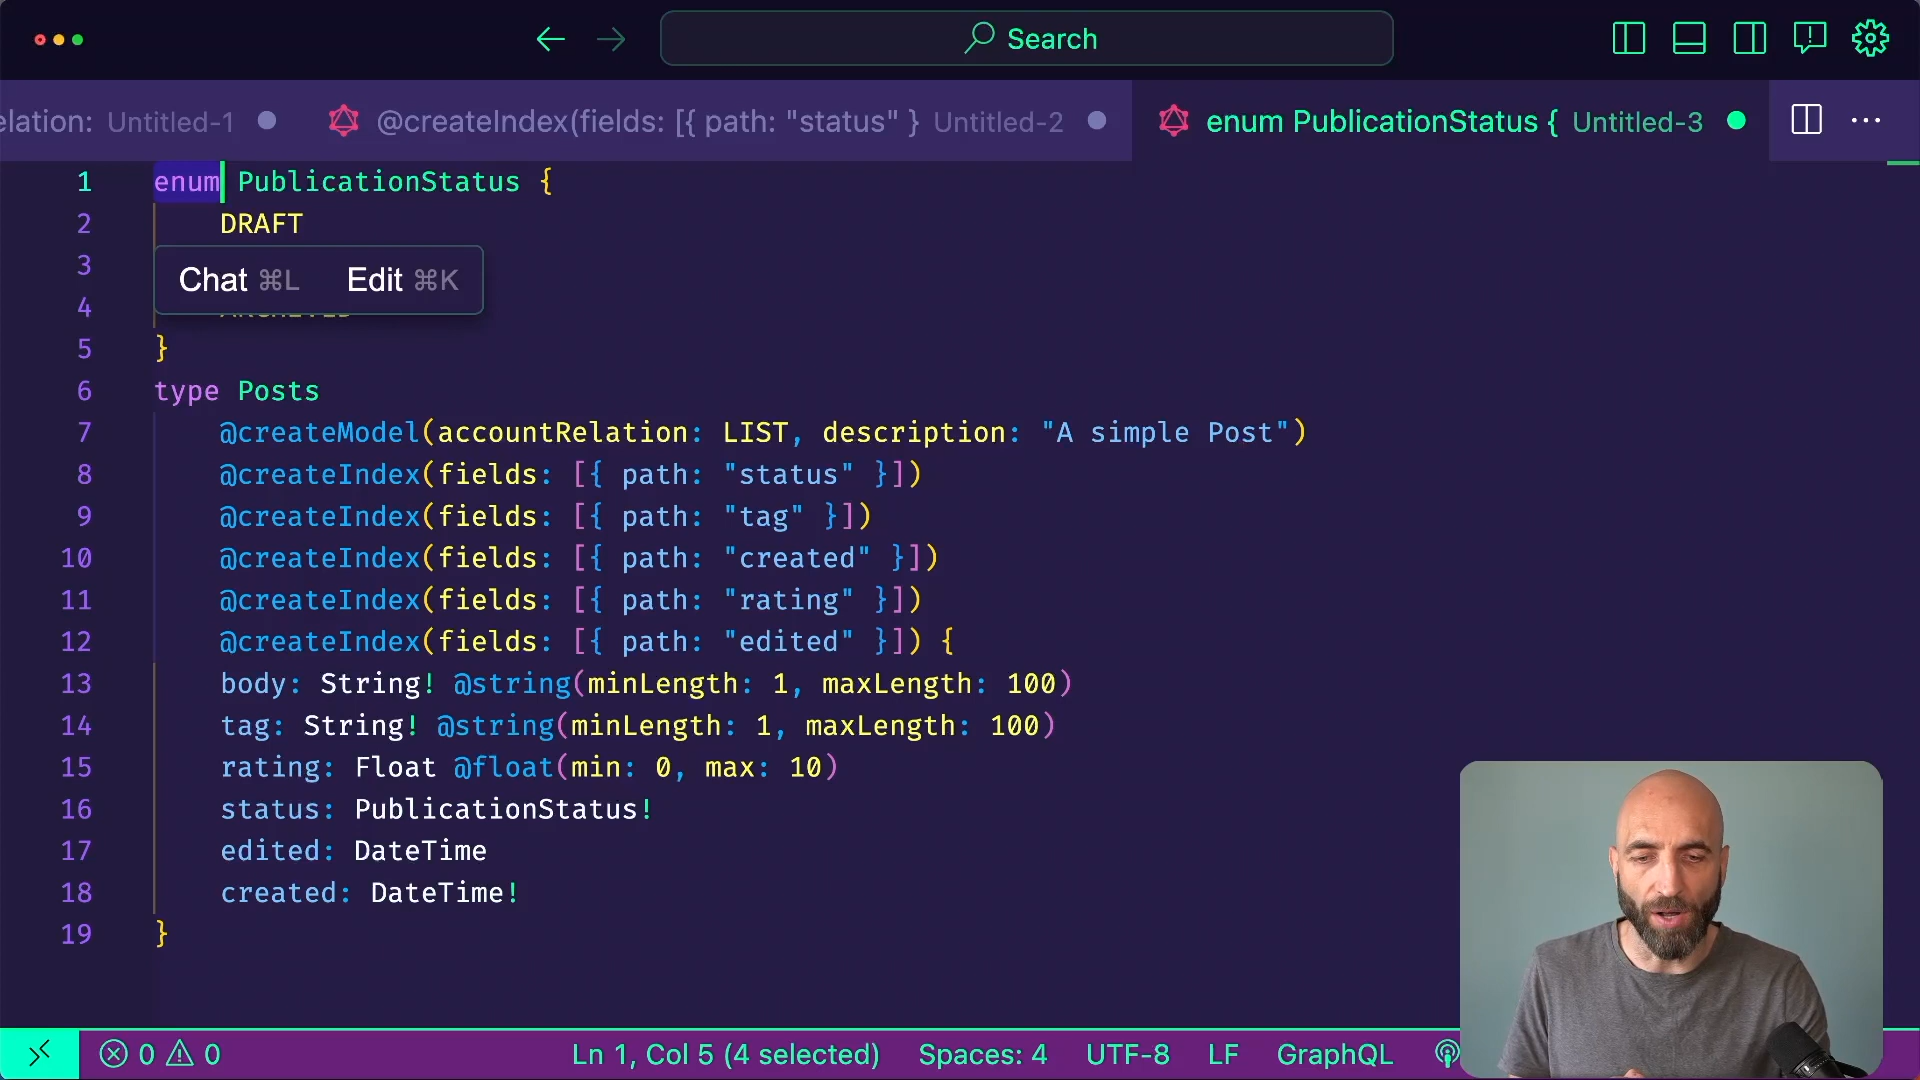 Search
elation: Untitled-1
@createIndex(fields: [{ path: "status" } Untitled-2
enum PublicationStatus { Untitled-3
1 enum PublicationStatus {
2 DRAFT
3
Chat ⌘L Edit ⌘K
4
5 }
6 type Posts
7 @createModel(accountRelation: LIST, description: "A simple Post")
8 @createIndex(fields: [{ path: "status" }])
9 @createIndex(fields: [{ path: "tag" }])
10 @createIndex(fields: [{ path: "created" }])
11 @createIndex(fields: [{ path: "rating" }])
12 @createIndex(fields: [{ path: "edited" }]) {
13 body: String! @string(minLength: 1, maxLength: 100)
14 tag: String! @string(minLength: 1, maxLength: 100)
15 rating: Float @float(min: 0, max: 10)
16 status: PublicationStatus!
17 edited: DateTime
18 created: DateTime!
19 }
0 0 Ln 1, Col 5 (4 selected) Spaces: 4 UTF-8 LF GraphQL